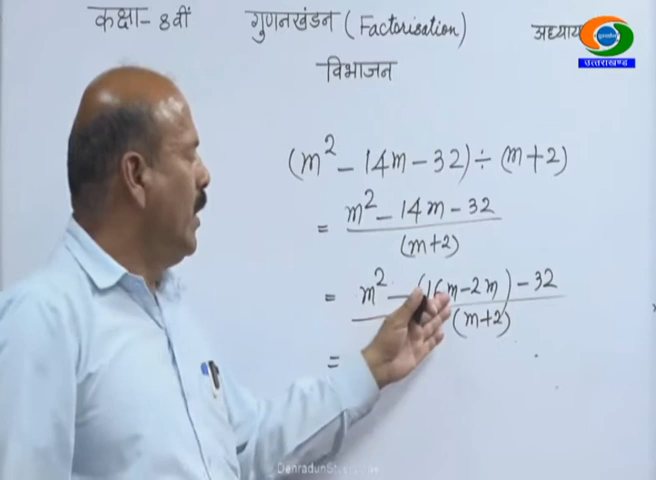 कक्षा- 8वीं गुणनखंडन (Factorisation) अध्याय
उत्तराखण्ड
विभाजन
(m² - 14m - 32) ÷ (m+2)
= m² - 14m - 32
(m+2)
= m² - (16m - 2m) - 32
(m+2)
=